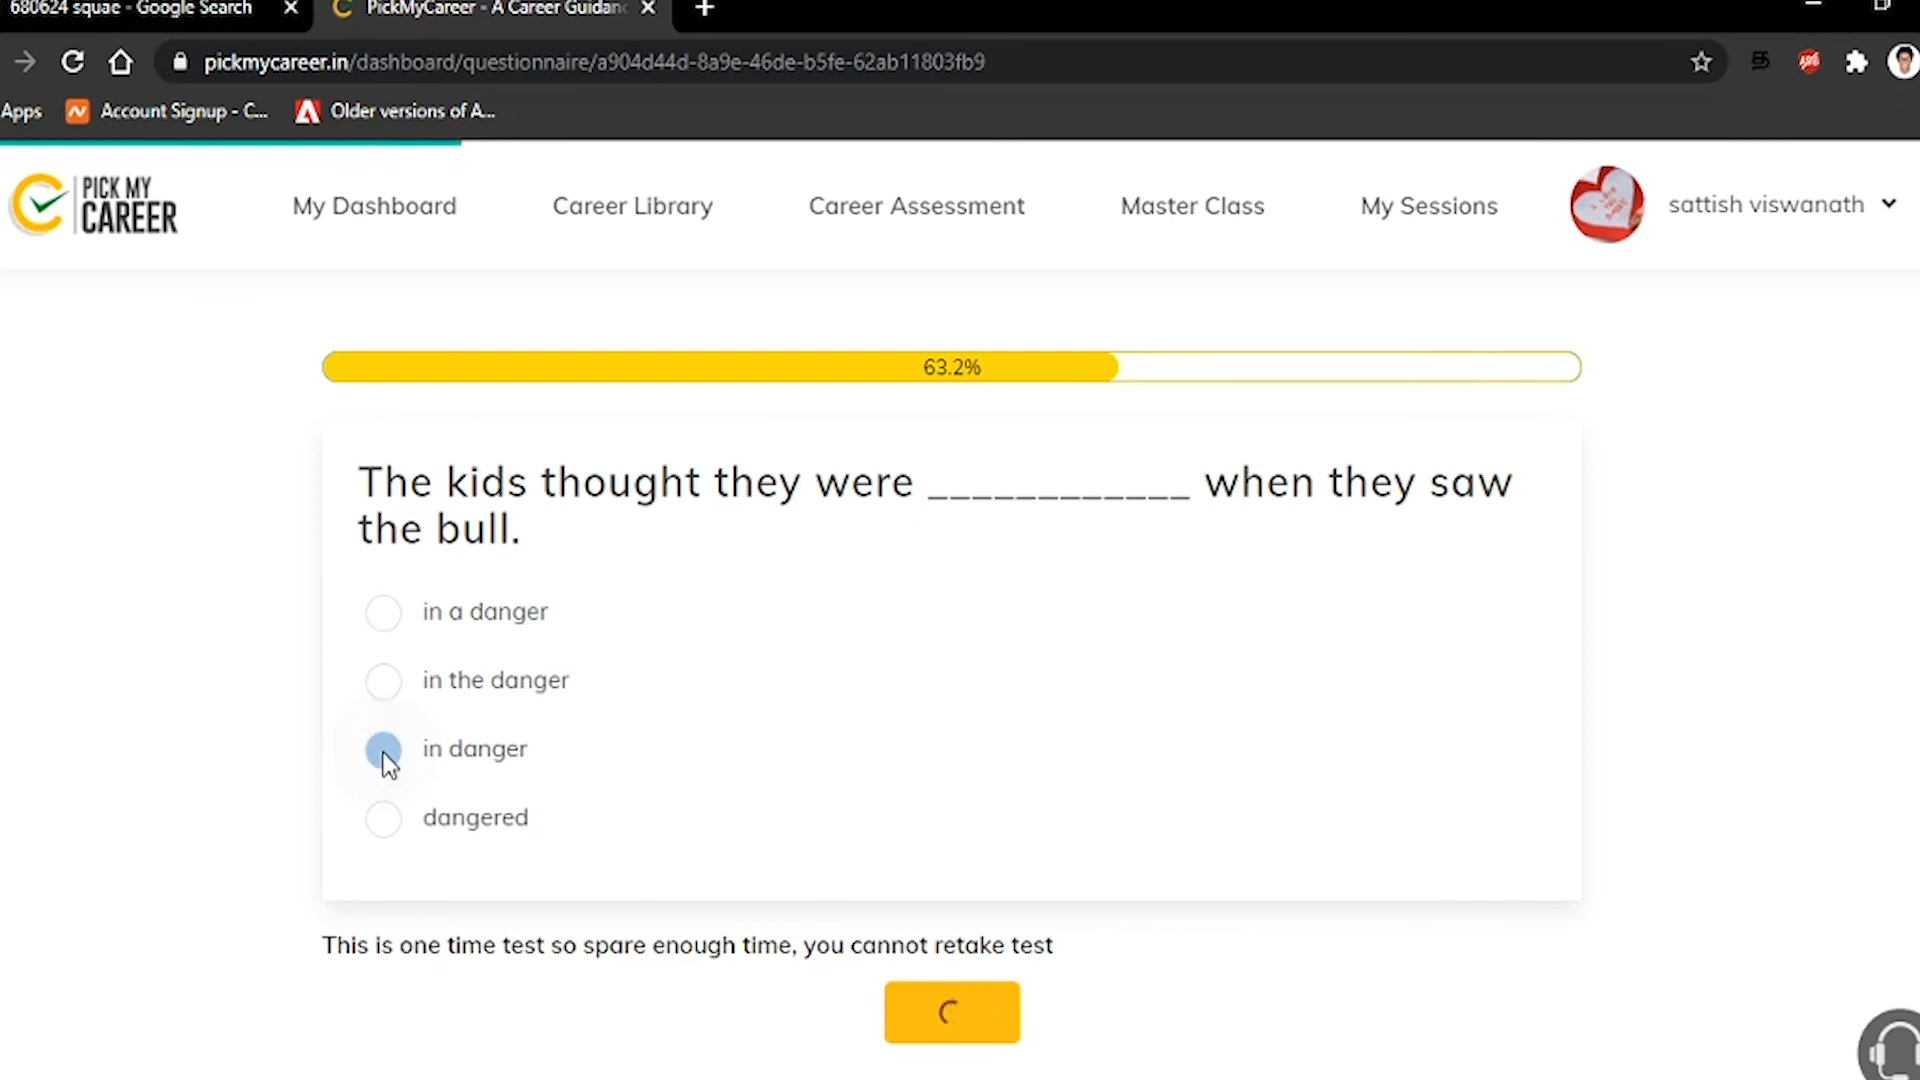 680624 squae - Google Search
PickMyCareer - A Career Guidanc
pickmycareer.in/dashboard/questionnaire/a904d44d-8a9e-46de-b5fe-62ab11803fb9
Apps
Account Signup - C...
Older versions of A...
PICK MY
CAREER
My Dashboard
Career Library
Career Assessment
Master Class
My Sessions
sattish viswanath
63.2%
The kids thought they were ____________ when they saw
the bull.
in a danger
in the danger
in danger
dangered
This is one time test so spare enough time, you cannot retake test